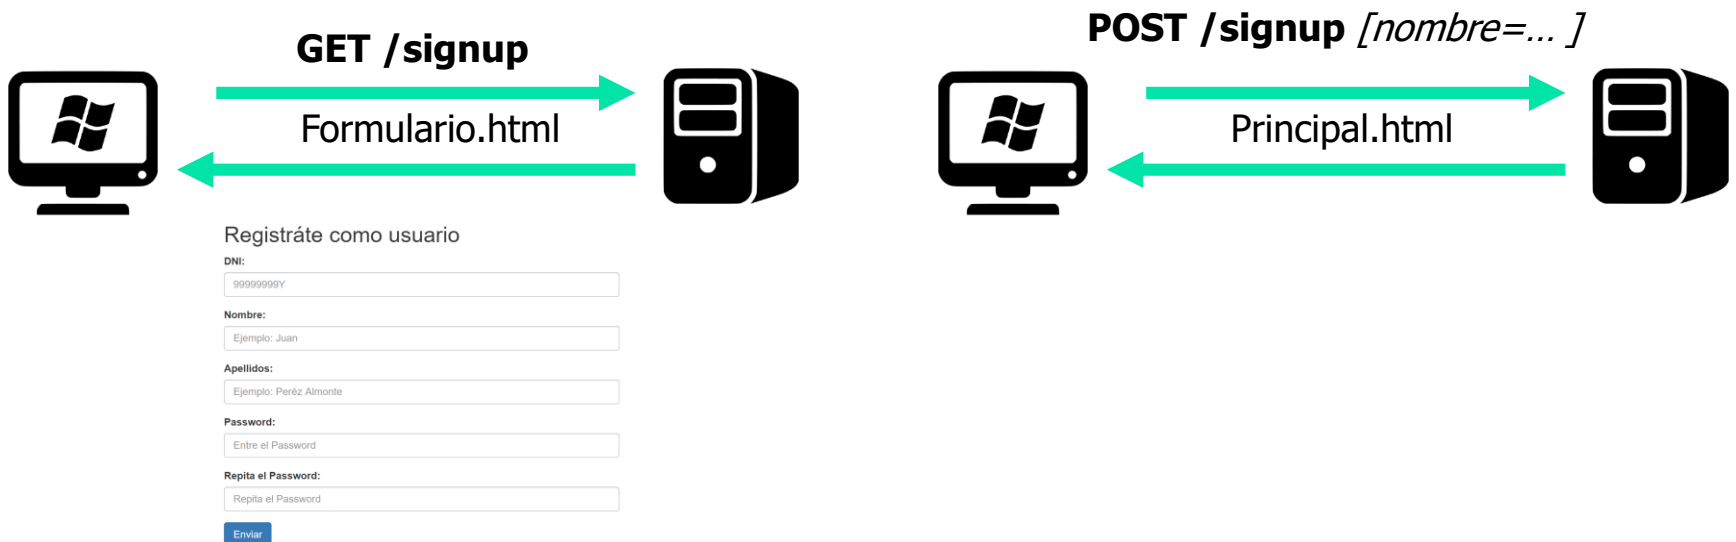 GET /signup
Formulario.html
Registráte como usuario
DNI:
99999999Y
Nombre:
Ejemplo: Juan
Apellidos:
Ejemplo: Peréz Almonte
Password:
Entre el Password
Repita el Password:
Repita el Password
Enviar
POST /signup [nombre=... ]
Principal.html